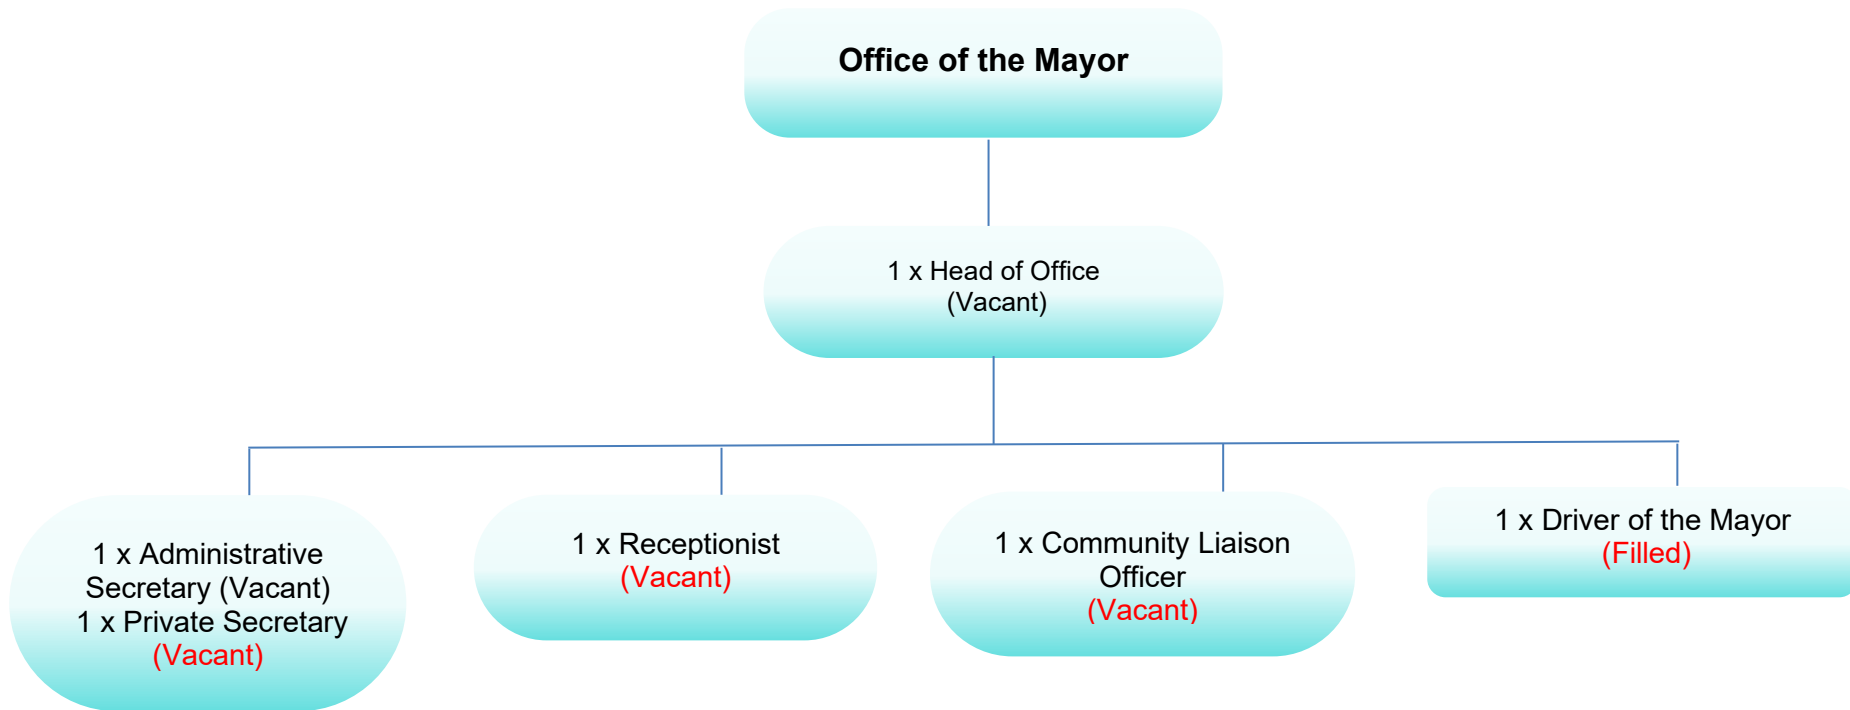 Office of the Mayor
1 x Head of Office
(Vacant)
1 x Administrative
Secretary (Vacant)
1 x Private Secretary
(Vacant)
1 x Receptionist
(Vacant)
1 x Community Liaison
Officer
(Vacant)
1 x Driver of the Mayor
(Filled)